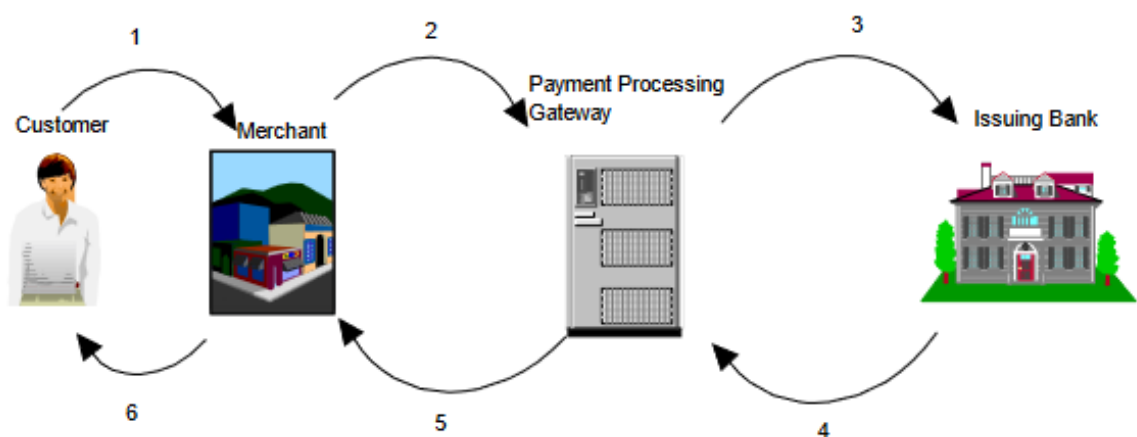 1
2
3
Payment Processing
Gateway
Customer
Merchant
Issuing Bank
6
5
4